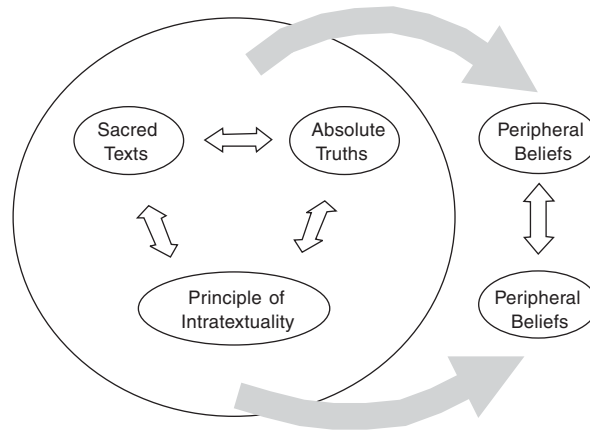 Sacred
Texts
Absolute
Truths
Peripheral
Beliefs
Principle of
Intratextuality
Peripheral
Beliefs